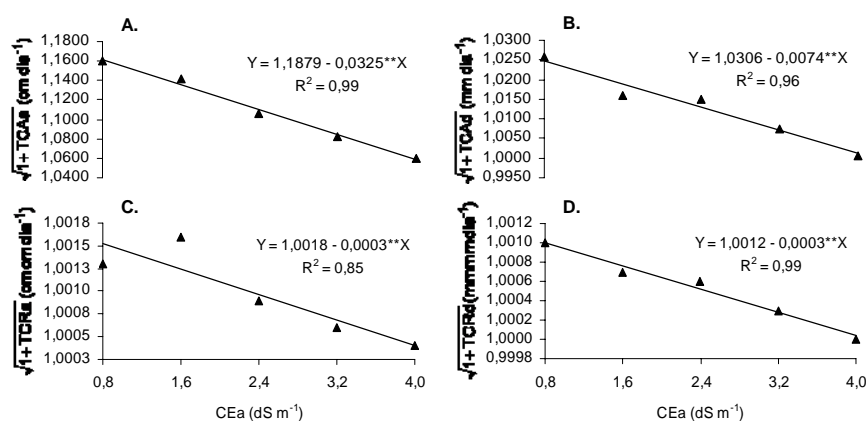 A.
√1+TCAa (cm dia⁻¹)
1,1800
1,1600
1,1400
1,1200
1,1000
1,0800
1,0600
1,0400
Y = 1,1879 - 0,0325**X
R² = 0,99
B.
√1+TCAd (mm dia⁻¹)
1,0300
1,0250
1,0200
1,0150
1,0100
1,0050
1,0000
0,9950
Y = 1,0306 - 0,0074**X
R² = 0,96
C.
√1+TCRa (cm cm dia⁻¹)
1,0018
1,0015
1,0013
1,0010
1,0008
1,0005
1,0003
Y = 1,0018 - 0,0003**X
R² = 0,85
0,8 1,6 2,4 3,2 4,0
CEa (dS m⁻¹)
D.
√1+TCRd (mm mm dia⁻¹)
1,0012
1,0010
1,0008
1,0006
1,0004
1,0002
1,0000
0,9998
Y = 1,0012 - 0,0003**X
R² = 0,99
0,8 1,6 2,4 3,2 4,0
CEa (dS m⁻¹)